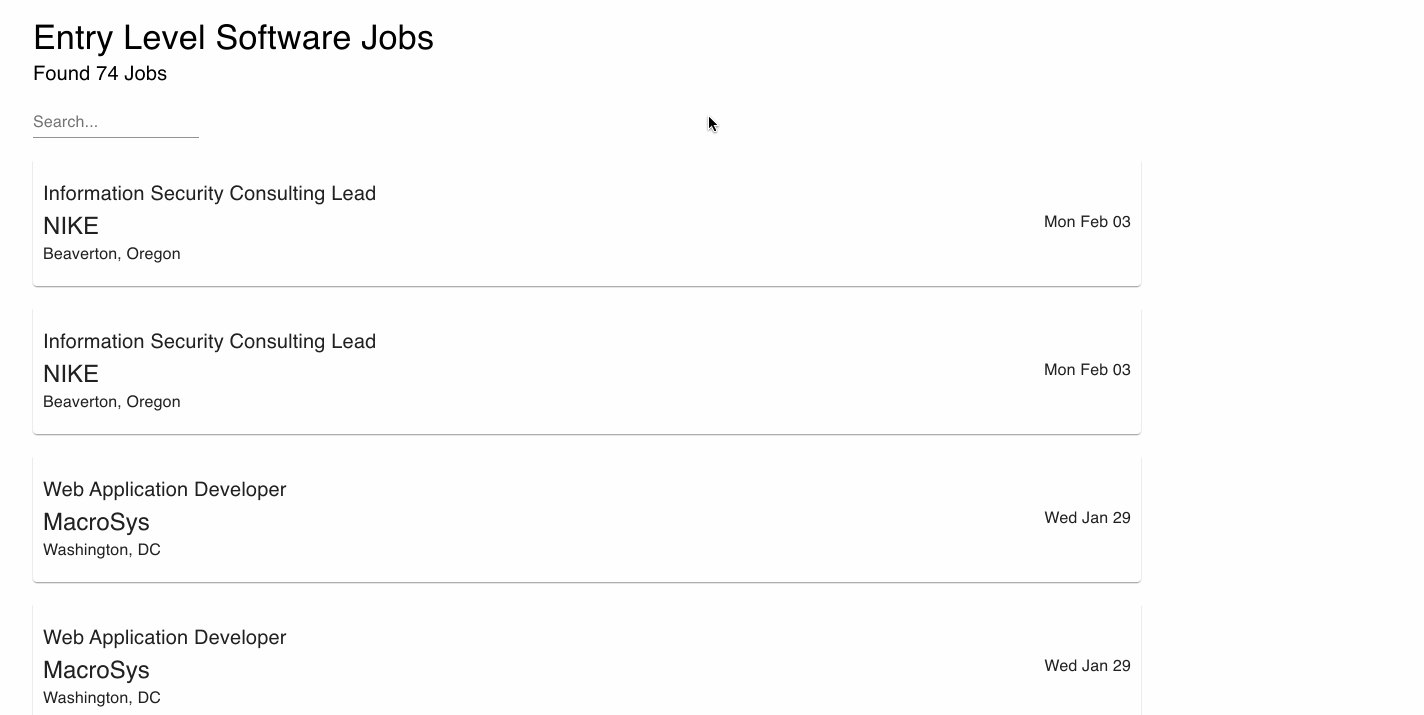 Entry Level Software Jobs
Found 74 Jobs
Search...
Information Security Consulting Lead
NIKE
Mon Feb 03
Beaverton, Oregon
Information Security Consulting Lead
NIKE
Mon Feb 03
Beaverton, Oregon
Web Application Developer
MacroSys
Wed Jan 29
Washington, DC
Web Application Developer
MacroSys
Wed Jan 29
Washington, DC